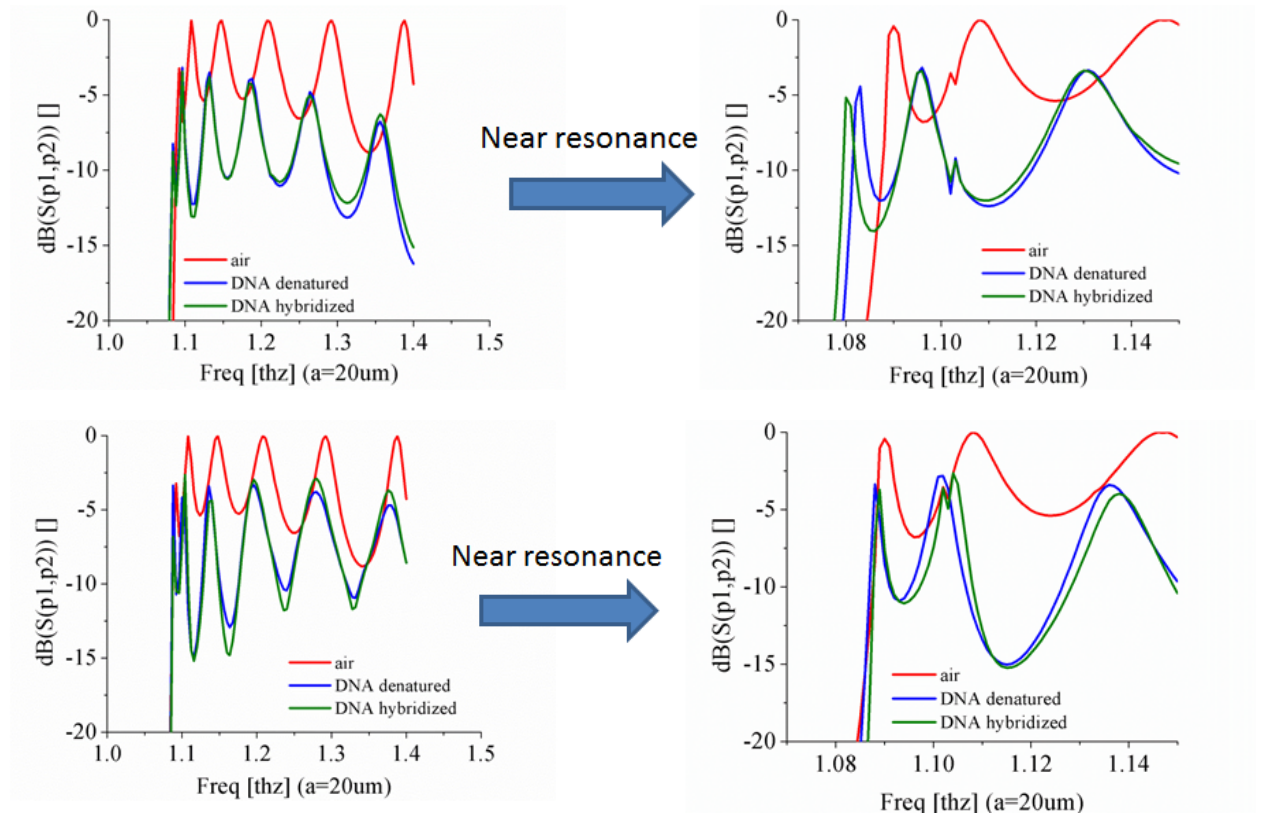 0
-5
-10
-15
-20
dB(S(p1,p2)) []
air
DNA denatured
DNA hybridized
1.0 1.1 1.2 1.3 1.4 1.5
Freq [thz] (a=20um)
Near resonance
0
-5
-10
-15
-20
dB(S(p1,p2)) []
air
DNA denatured
DNA hybridized
1.08 1.10 1.12 1.14
Freq [thz] (a=20um)
0
-5
-10
-15
-20
dB(S(p1,p2)) []
air
DNA denatured
DNA hybridized
1.0 1.1 1.2 1.3 1.4 1.5
Freq [thz] (a=20um)
Near resonance
0
-5
-10
-15
-20
dB(S(p1,p2)) []
air
DNA denatured
DNA hybridized
1.08 1.10 1.12 1.14
Freq [thz] (a=20um)